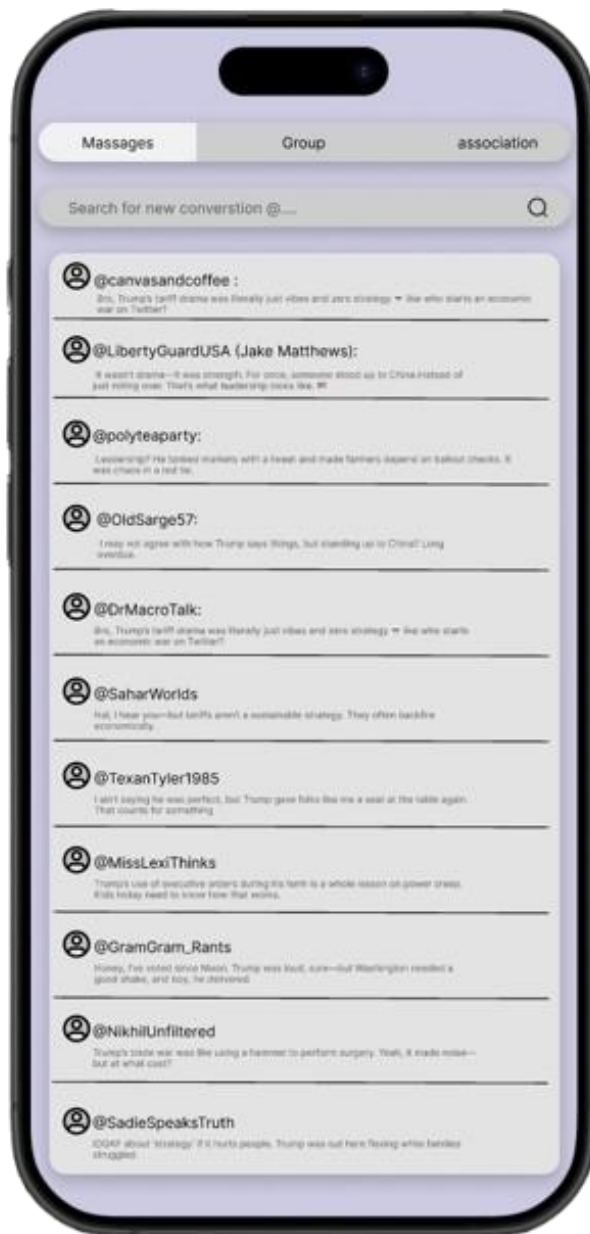 Massages
Group
association
Search for new converstion @....
@canvasandcoffee :
Bro, Trump's tariff drama was literally just vibes and zero strategy like who starts an economic
war on Twitter?
@LibertyGuardUSA (Jake Matthews):
It wasn't drama—it was strength. For once, someone stood up to China instead of
just rolling over. That's what leadership looks like.
@polyteaparty:
Leadership? He tanked markets with a tweet and made farmers depend on bailout checks. It
was chaos in a red tie.
@OldSarge57:
I may not agree with how Trump says things, but standing up to China? Long
overdue.
@DrMacroTalk:
Bro, Trump's tariff drama was literally just vibes and zero strategy like who starts
an economic war on Twitter?
@SaharWorlds
I hear you—but tariffs aren't a sustainable strategy. They often backfire
economically.
@TexanTyler1985
I ain't saying he was perfect, but Trump gave folks like me a seat at the table again.
That counts for something
@MissLexiThinks
Trump's use of executive orders during his term is a whole lesson on power
Kids today need to know how that works.
@GramGram_Rants
Honey, I've voted since Nixon. Trump was loud, sure—but Washington needed a
good shake, and boy, he delivered
@NikhilUnfiltered
Trump's trade war was like using a hammer to perform surgery. Yeah, it made noise—
but at what cost?
@SadieSpeaksTruth
IDGAF about 'strategy' if it hurts people. Trump was out here flexing while families
struggled